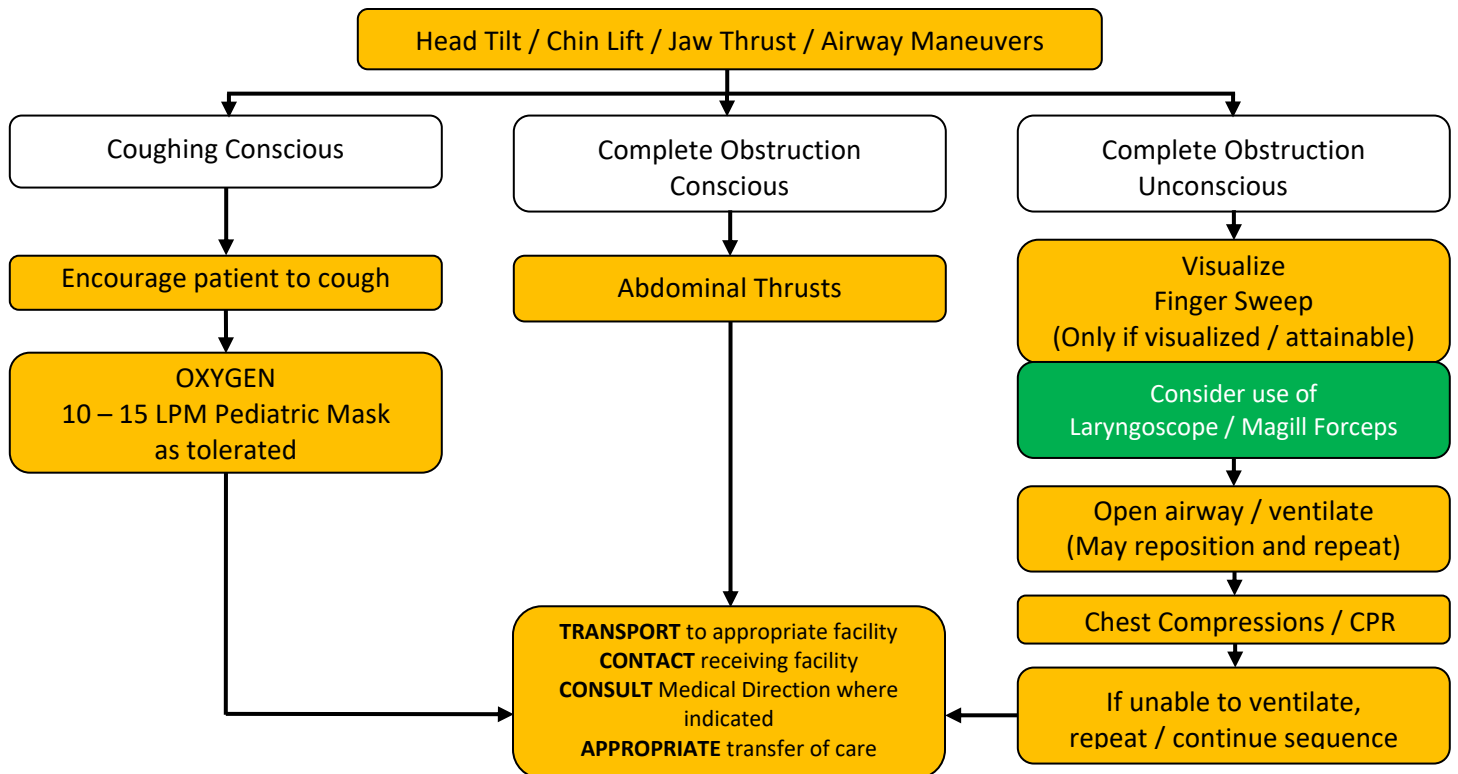 Head Tilt / Chin Lift / Jaw Thrust / Airway Maneuvers
Coughing Conscious
Encourage patient to cough
OXYGEN
10 – 15 LPM Pediatric Mask
as tolerated
Complete Obstruction
Conscious
Abdominal Thrusts
Complete Obstruction
Unconscious
Visualize
Finger Sweep
(Only if visualized / attainable)
Consider use of
Laryngoscope / Magill Forceps
Open airway / ventilate
(May reposition and repeat)
Chest Compressions / CPR
If unable to ventilate,
repeat / continue sequence
TRANSPORT to appropriate facility
CONTACT receiving facility
CONSULT Medical Direction where
indicated
APPROPRIATE transfer of care